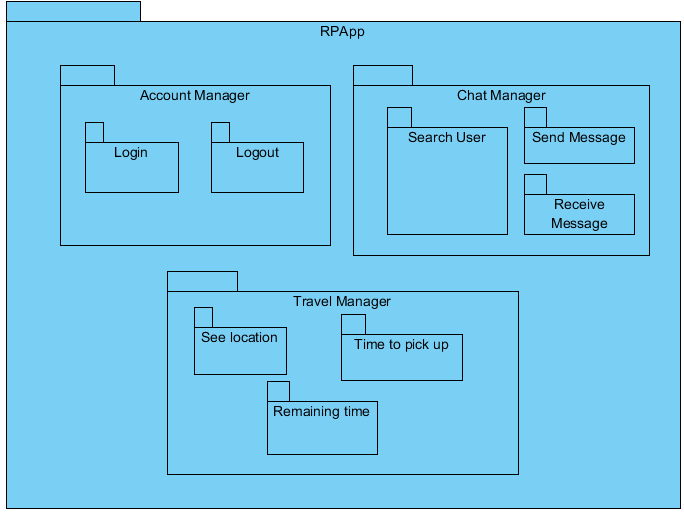 RPApp
Account Manager
Login
Logout
Chat Manager
Search User
Send Message
Receive
Message
Travel Manager
See location
Time to pick up
Remaining time